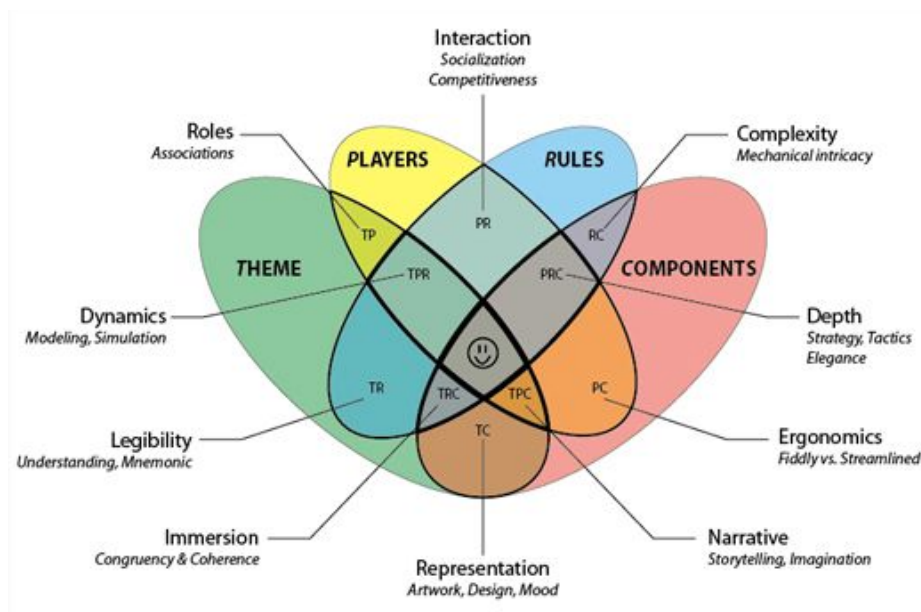 Interaction
Socialization
Competitiveness
Roles
Associations
PLAYERS
RULES
Complexity
Mechanical intricacy
TP
PR
RC
THEME
TPR
PRC
COMPONENTS
Dynamics
Modeling, Simulation
Depth
Strategy, Tactics
Elegance
TR
TRC
TPC
PC
TC
Legibility
Understanding, Mnemonic
Ergonomics
Fiddly vs. Streamlined
Immersion
Congruency & Coherence
Narrative
Storytelling, Imagination
Representation
Artwork, Design, Mood